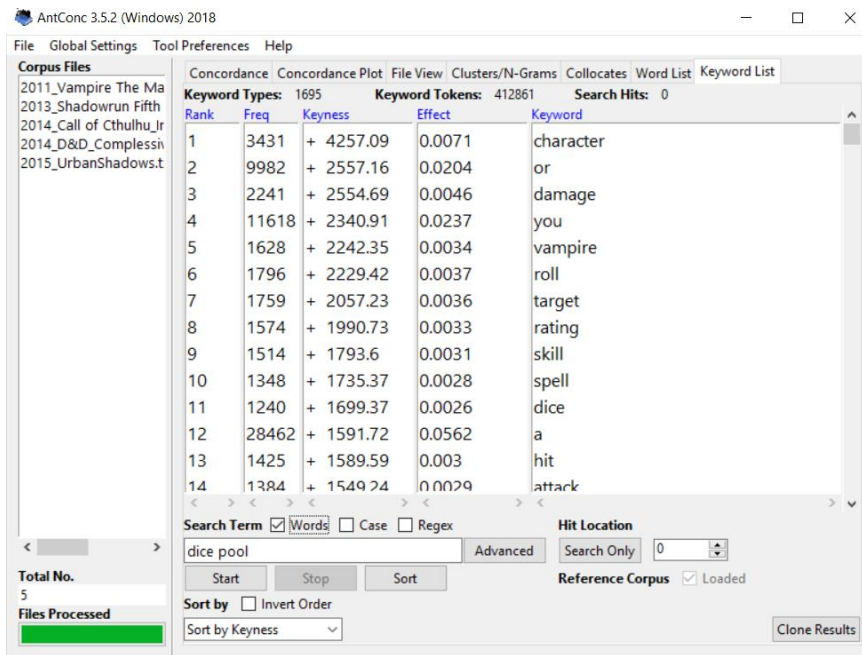 AntConc 3.5.2 (Windows) 2018
File Global Settings Tool Preferences Help
Corpus Files
2011_Vampire The Ma
2013_Shadowrun Fifth
2014_Call of Cthulhu_Ir
2014_D&D_Complessiv
2015_UrbanShadows.t
Total No.
5
Files Processed
Concordance Concordance Plot File View Clusters/N-Grams Collocates Word List Keyword List
Keyword Types: 1695 Keyword Tokens: 412861 Search Hits: 0
Rank Freq Keyness Effect Keyword
1 3431 + 4257.09 0.0071 character
2 9982 + 2557.16 0.0204 or
3 2241 + 2554.69 0.0046 damage
4 11618 + 2340.91 0.0237 you
5 1628 + 2242.35 0.0034 vampire
6 1796 + 2229.42 0.0037 roll
7 1759 + 2057.23 0.0036 target
8 1574 + 1990.73 0.0033 rating
9 1514 + 1793.6 0.0031 skill
10 1348 + 1735.37 0.0028 spell
11 1240 + 1699.37 0.0026 dice
12 28462 + 1591.72 0.0562 a
13 1425 + 1589.59 0.003 hit
14 1384 + 1549.24 0.0029 attack
Search Term Words Case Regex Hit Location
dice pool Advanced Search Only 0
Start Stop Sort Reference Corpus Loaded
Sort by Invert Order
Sort by Keyness Clone Results